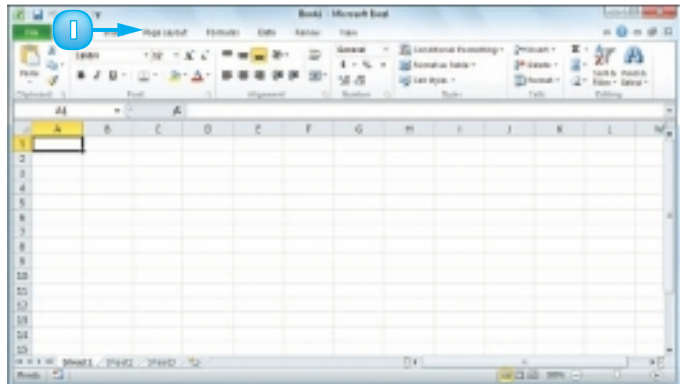 Book1 - Microsoft Excel
File Page Layout Formulas Data Review View
General
Conditional Formatting Insert
Format as Table Delete
Cell Styles Format
Sort & Find &
Filter Select
Clipboard Font Alignment Number Styles Cells Editing
A1
A B C D E F G H I J K L
1
2
3
4
5
6
7
8
9
10
11
12
13
14
15
Sheet1 Sheet2 Sheet3
Ready 100%